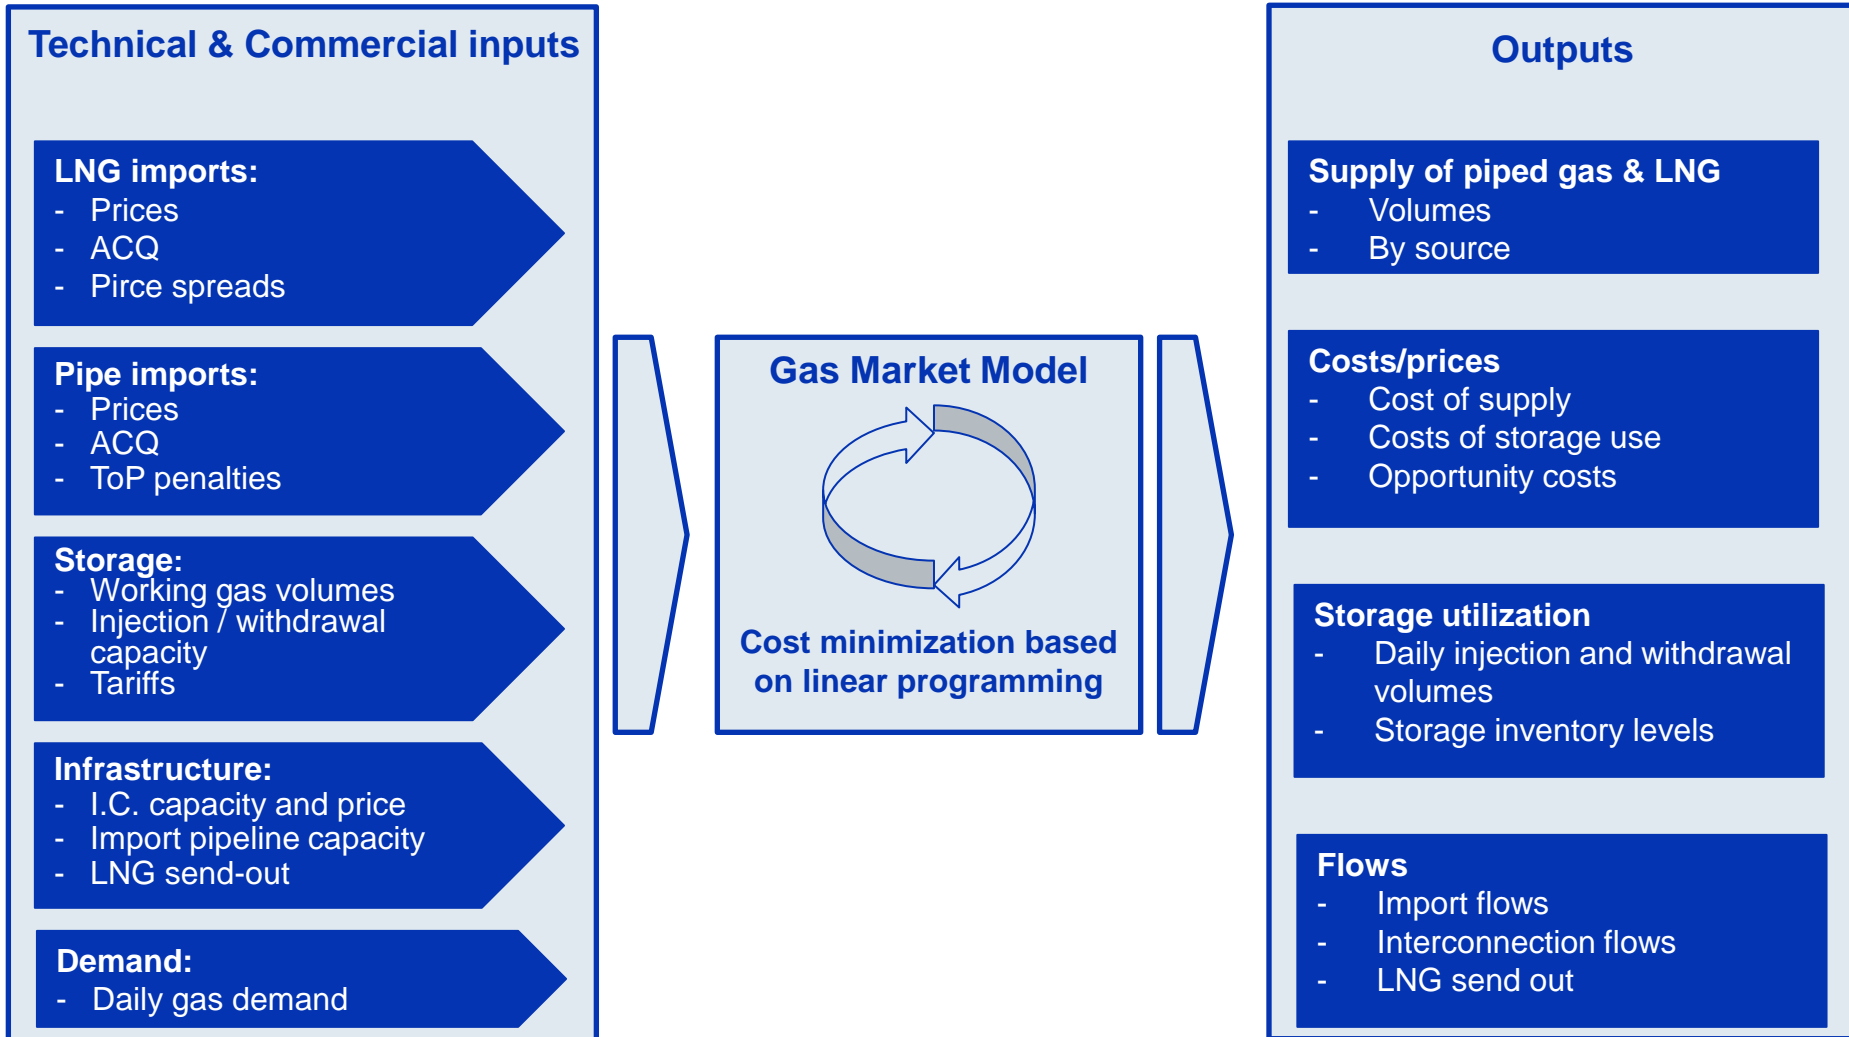 Technical & Commercial inputs
LNG imports:
- Prices
- ACQ
- Pirce spreads
Pipe imports:
- Prices
- ACQ
- ToP penalties
Storage:
- Working gas volumes
- Injection / withdrawal
capacity
- Tariffs
Infrastructure:
- I.C. capacity and price
- Import pipeline capacity
- LNG send-out
Demand:
- Daily gas demand
Gas Market Model
Cost minimization based
on linear programming
Outputs
Supply of piped gas & LNG
- Volumes
- By source
Costs/prices
- Cost of supply
- Costs of storage use
- Opportunity costs
Storage utilization
- Daily injection and withdrawal
volumes
- Storage inventory levels
Flows
- Import flows
- Interconnection flows
- LNG send out